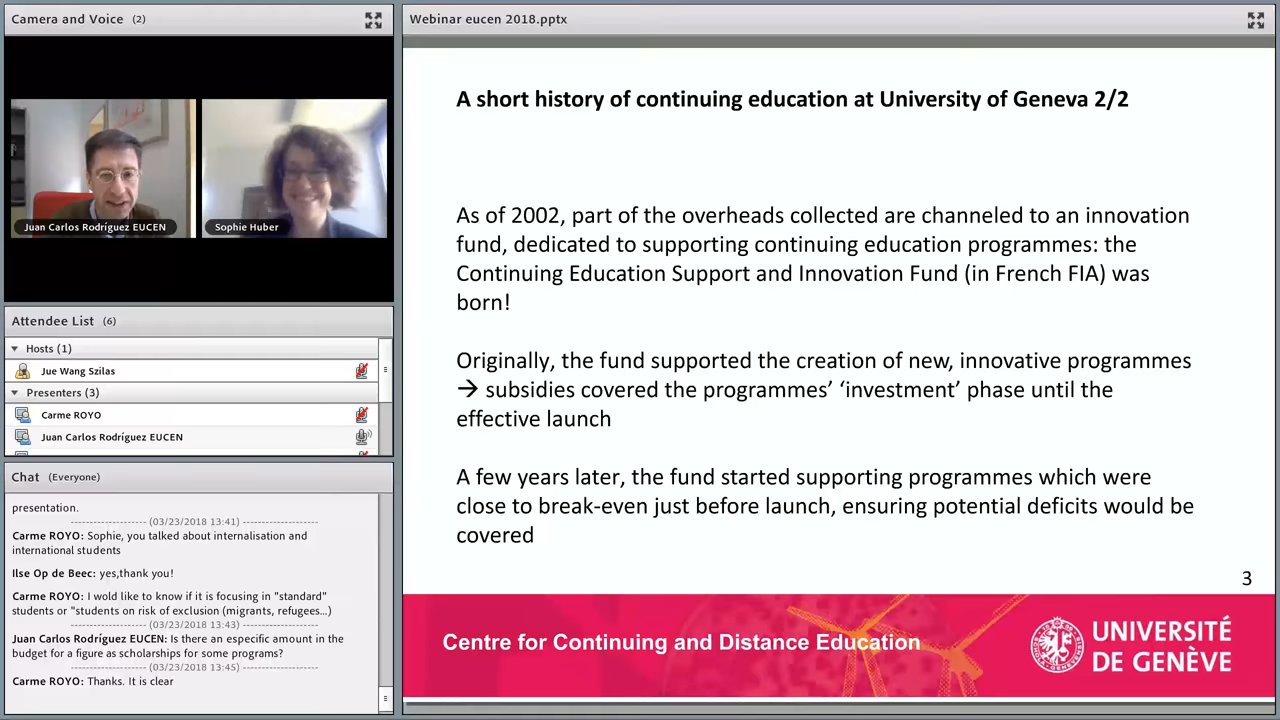 Camera and Voice (2)
Juan Carlos Rodríguez EUCEN
Sophie Huber
Attendee List (6)
Hosts (1)
Jue Wang Szilas
Presenters (3)
Carme ROYO
Juan Carlos Rodríguez EUCEN
Chat (Everyone)
presentation.
------------------- (03/23/2018 13:41) -------------------
Carme ROYO: Sophie, you talked about internalisation and
international students
Ilse Op de Beec: yes,thank you!
Carme ROYO: I wold like to know if it is focusing in "standard"
students or "students on risk of exclusion (migrants, refugees...)
------------------- (03/23/2018 13:43) -------------------
Juan Carlos Rodríguez EUCEN: Is there an especific amount in the
budget for a figure as scholarships for some programs?
------------------- (03/23/2018 13:45) -------------------
Carme ROYO: Thanks. It is clear
Webinar eucen 2018.pptx
A short history of continuing education at University of Geneva 2/2
As of 2002, part of the overheads collected are channeled to an innovation
fund, dedicated to supporting continuing education programmes: the
Continuing Education Support and Innovation Fund (in French FIA) was
born!
Originally, the fund supported the creation of new, innovative programmes
→ subsidies covered the programmes’ ‘investment’ phase until the
effective launch
A few years later, the fund started supporting programmes which were
close to break-even just before launch, ensuring potential deficits would be
covered
3
Centre for Continuing and Distance Education
UNIVERSITÉ
DE GENÈVE